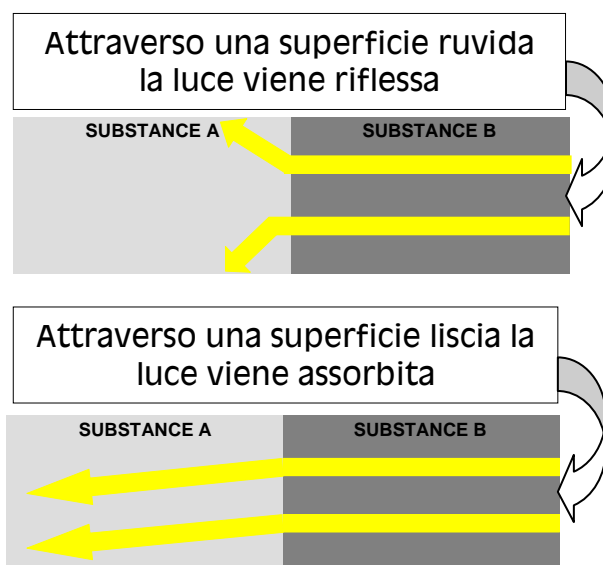 Attraverso una superficie ruvida
la luce viene riflessa
SUBSTANCE A SUBSTANCE B
Attraverso una superficie liscia la
luce viene assorbita
SUBSTANCE A SUBSTANCE B